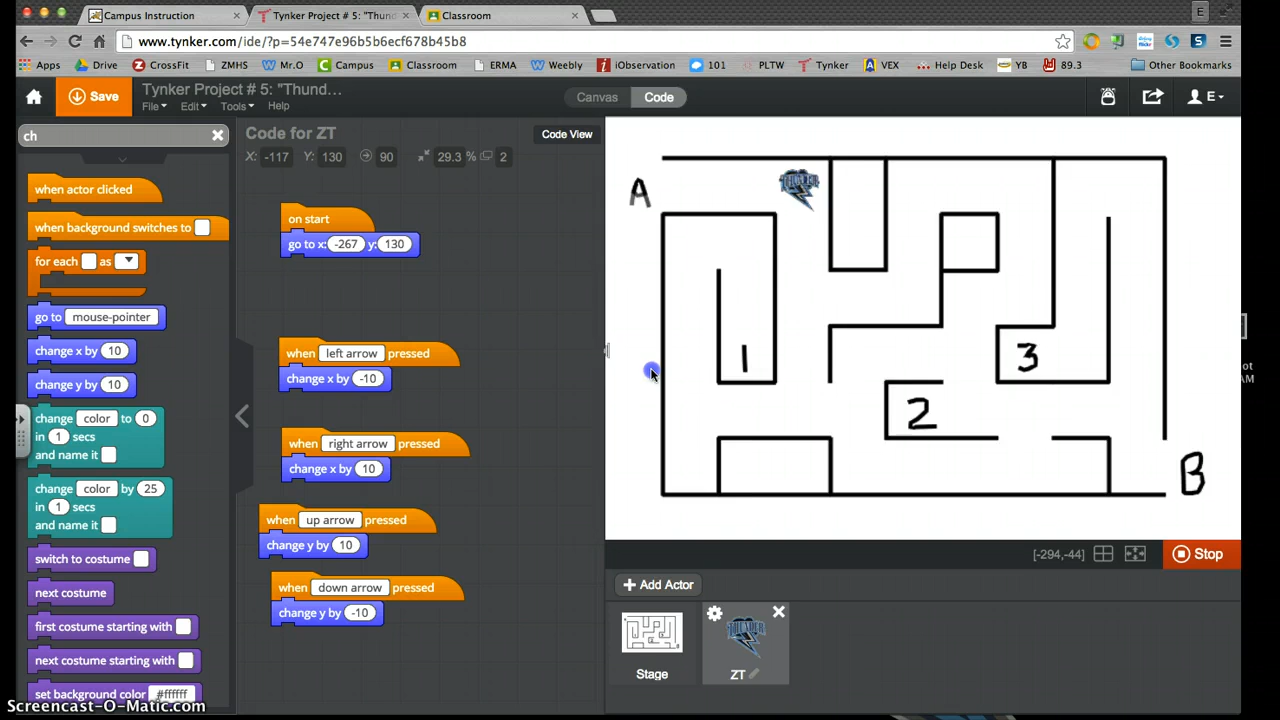 Campus Instruction
Tynker Project # 5: "Thund
Classroom
E
www.tynker.com/ide/?p=54e747e96b5b6ecf678b45b8
Apps Drive CrossFit ZMHS Mr.O Campus Classroom ERMA Weebly iObservation 101 PLTW Tynker VEX Help Desk YB 89.3 Other Bookmarks
Save
Tynker Project # 5: "Thund...
File Edit Tools Help
Canvas Code
E
ch
Code for ZT
Code View
X: -117 Y: 130 90 29.3 % 2
when actor clicked
when background switches to
for each as
go to mouse-pointer
change x by 10
change y by 10
change color to 0
in 1 secs
and name it
change color by 25
in 1 secs
and name it
switch to costume
next costume
first costume starting with
next costume starting with
set background color #ffffff
on start
go to x: -267 y: 130
when left arrow pressed
change x by -10
when right arrow pressed
change x by 10
when up arrow pressed
change y by 10
when down arrow pressed
change y by -10
A
THUNDER
1
2
3
B
[-294,-44]
Stop
+ Add Actor
Stage
THUNDER
ZT
ot
AM
Screencast-O-Matic.com